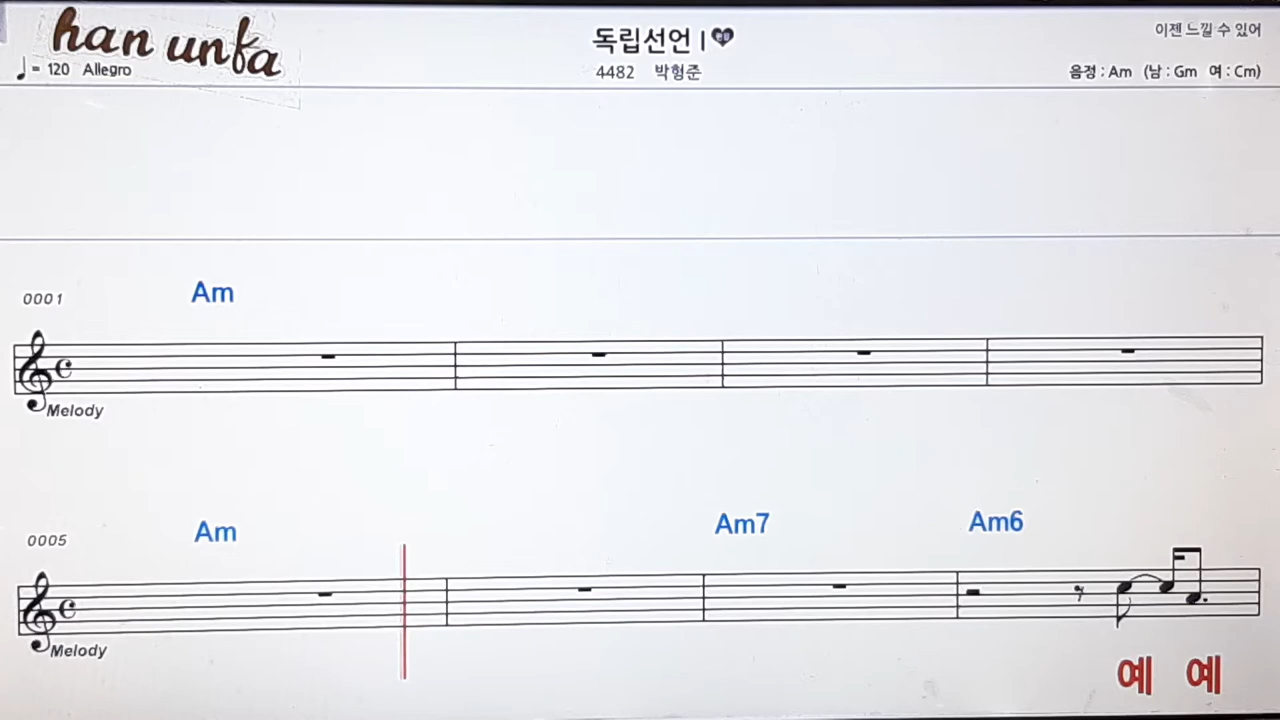 han unfa
독립선언 I
이젠 느낄 수 있어
♩= 120 Allegro
4482 박형준
음정 : Am (남 : Gm 여 : Cm)
0001 Am
Melody
0005 Am Am7 Am6
Melody
예 예